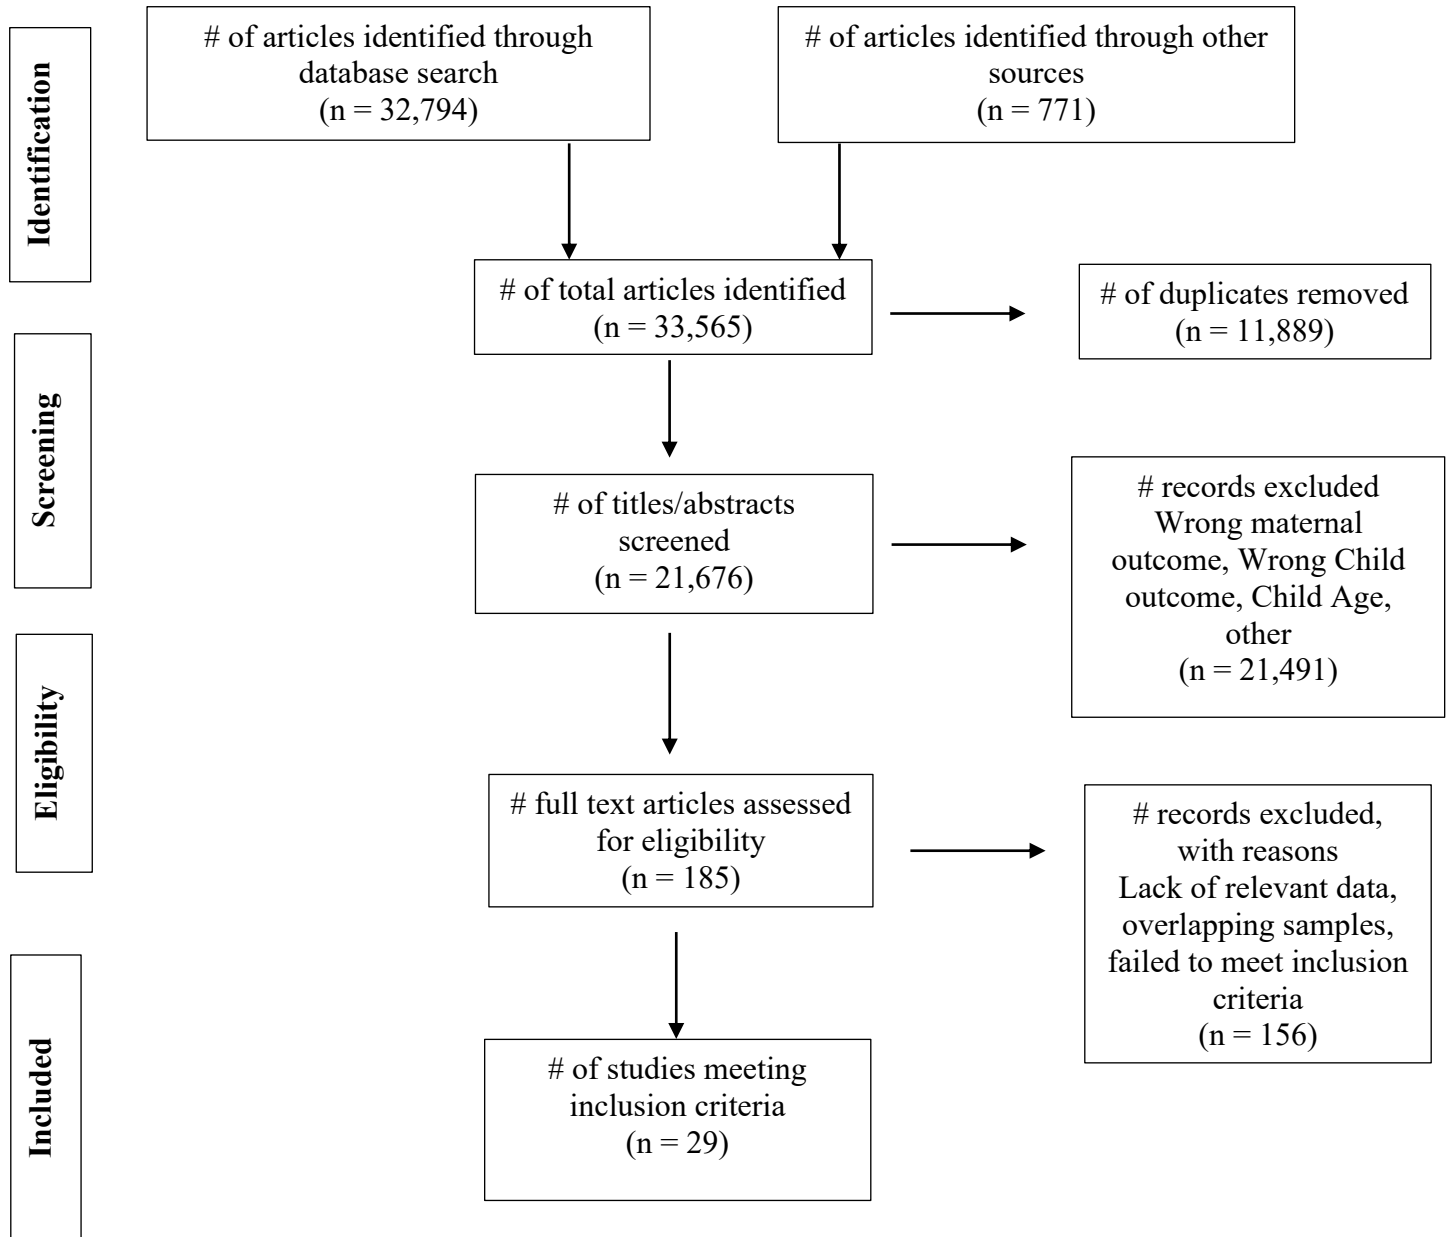 Identification
# of articles identified through
database search
(n = 32,794)
# of articles identified through other
sources
(n = 771)
# of total articles identified
(n = 33,565)
# of duplicates removed
(n = 11,889)
Screening
# of titles/abstracts
screened
(n = 21,676)
# records excluded
Wrong maternal
outcome, Wrong Child
outcome, Child Age,
other
(n = 21,491)
Eligibility
# full text articles assessed
for eligibility
(n = 185)
# records excluded,
with reasons
Lack of relevant data,
overlapping samples,
failed to meet inclusion
criteria
(n = 156)
Included
# of studies meeting
inclusion criteria
(n = 29)